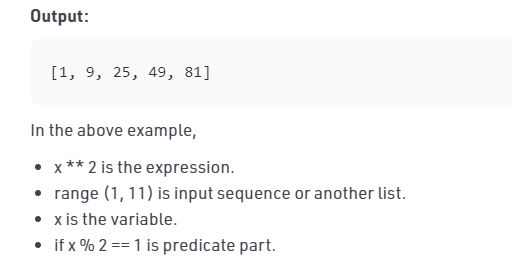 Output:
[1, 9, 25, 49, 81]
In the above example,
• x ** 2 is the expression.
• range (1, 11) is input sequence or another list.
• x is the variable.
• if x % 2 == 1 is predicate part.